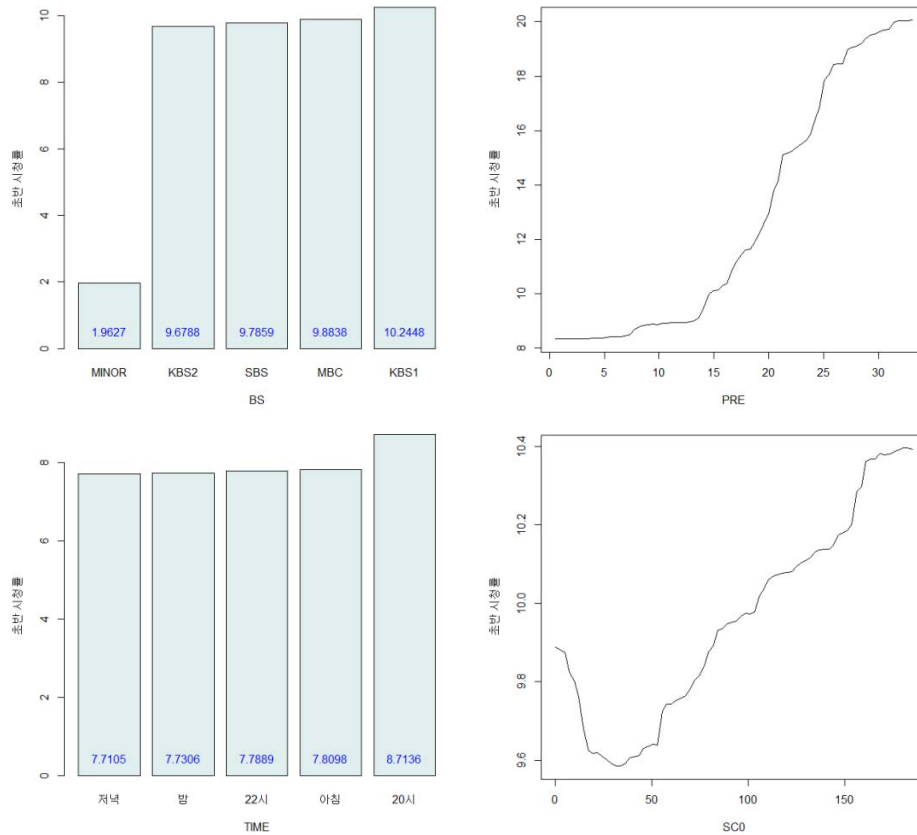 초반 시청률
0 2 4 6 8 10
1.9627 9.6788 9.7859 9.8838 10.2448
MINOR KBS2 SBS MBC KBS1
BS
초반 시청률
8 10 12 14 16 18 20
0 5 10 15 20 25 30
PRE
초반 시청률
0 2 4 6 8
7.7105 7.7306 7.7889 7.8098 8.7136
저녁 밤 22시 아침 20시
TIME
초반 시청률
9.6 9.8 10.0 10.2 10.4
0 50 100 150
SC0